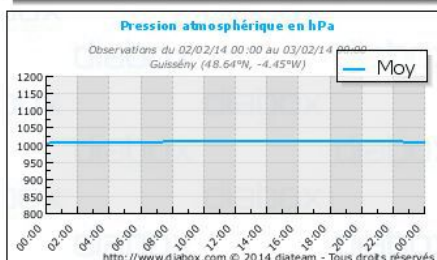 Pression atmosphérique en hPa
Observations du 02/02/14 00:00 au 03/02/14 00:00
Guissény (48.64°N, -4.45°W)
Moy
1200
1150
1100
1050
1000
950
900
850
800
00:00 02:00 04:00 06:00 08:00 10:00 12:00 14:00 16:00 18:00 20:00 22:00 00:00
http://www.diabox.com © 2014 diateam - Tous droits réservés